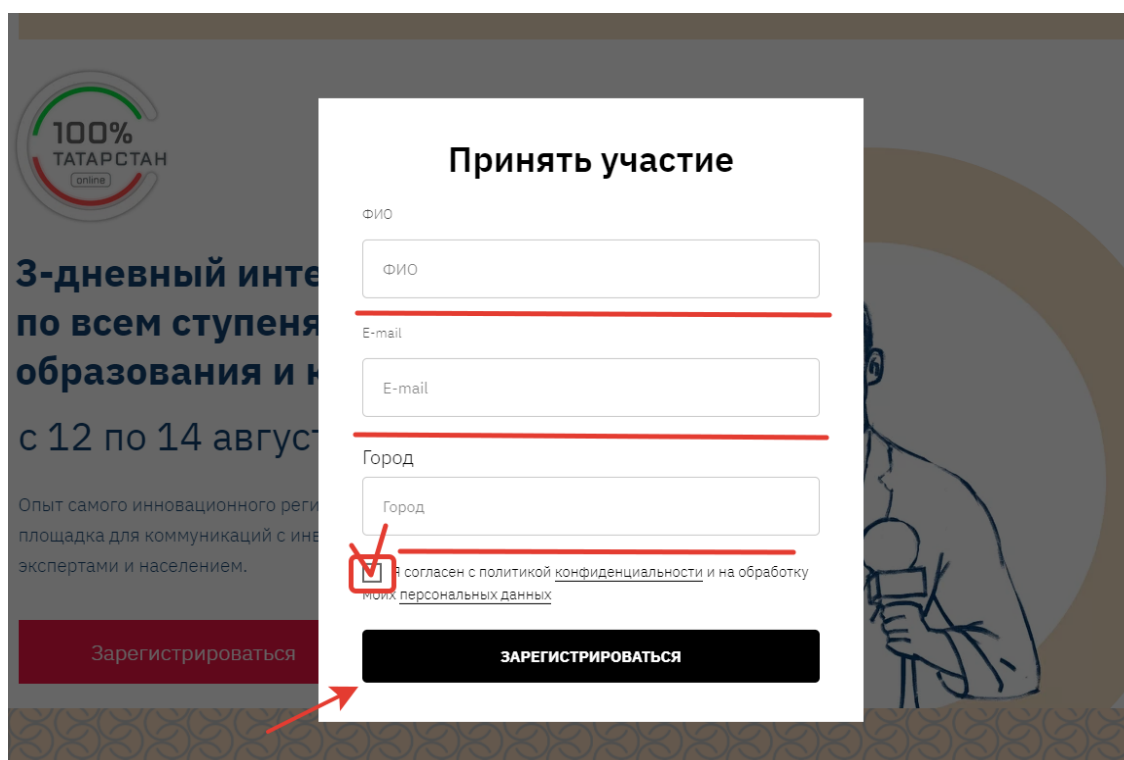 100%
ТАТАРСТАН
online
3-дневный инте
по всем ступеня
образования и
с 12 по 14 август
Опыт самого инновационного реги
площадка для коммуникаций с инв
экспертами и населением.
Зарегистрироваться
Принять участие
ФИО
ФИО
E-mail
E-mail
Город
Город
Я согласен с политикой конфиденциальности и на обработку
моих персональных данных
ЗАРЕГИСТРИРОВАТЬСЯ